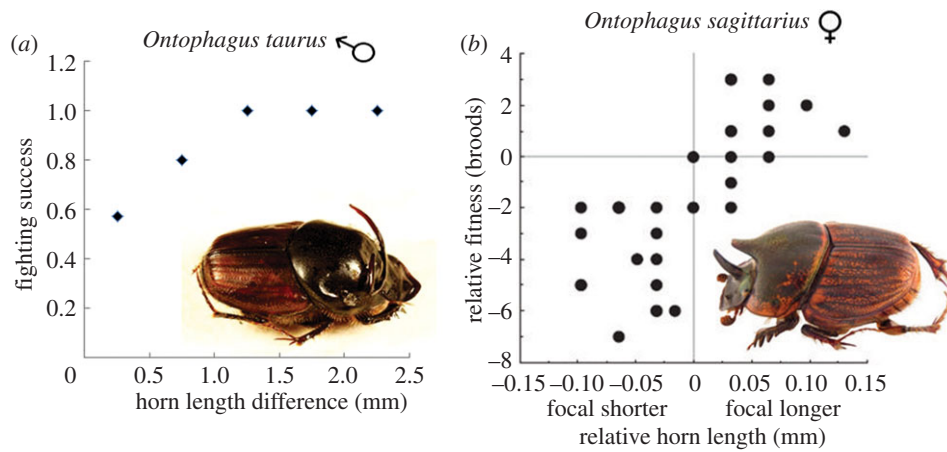 (a)
Ontophagus taurus
1.2
1.0
0.8
0.6
0.4
0.2
0
0.5
1.0
1.5
2.0
2.5
fighting success
horn length difference (mm)
(b)
Ontophagus sagittarius ♀
4
2
0
–2
–4
–6
–8
–0.15
–0.10
–0.05
0
0.05
0.10
0.15
relative fitness (broods)
focal shorter
focal longer
relative horn length (mm)